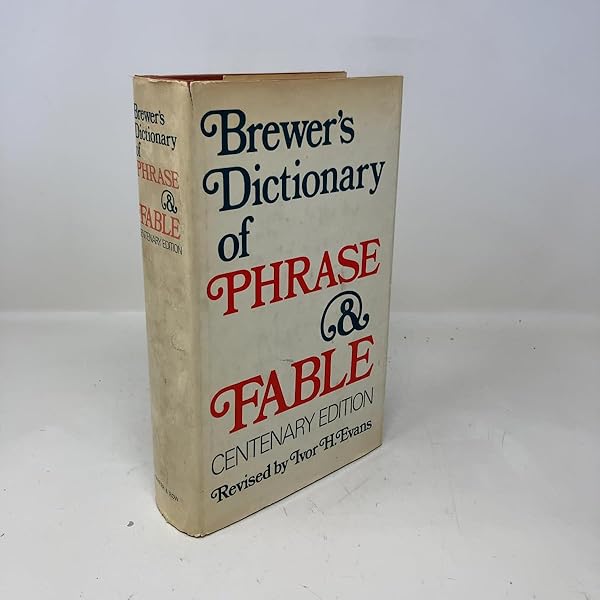 Brewer's
Dictionary
of
PHRASE
&
FABLE
CENTENARY EDITION
Brewer's
Dictionary
of
PHRASE
&
FABLE
CENTENARY EDITION
Revised by Ivor H. Evans